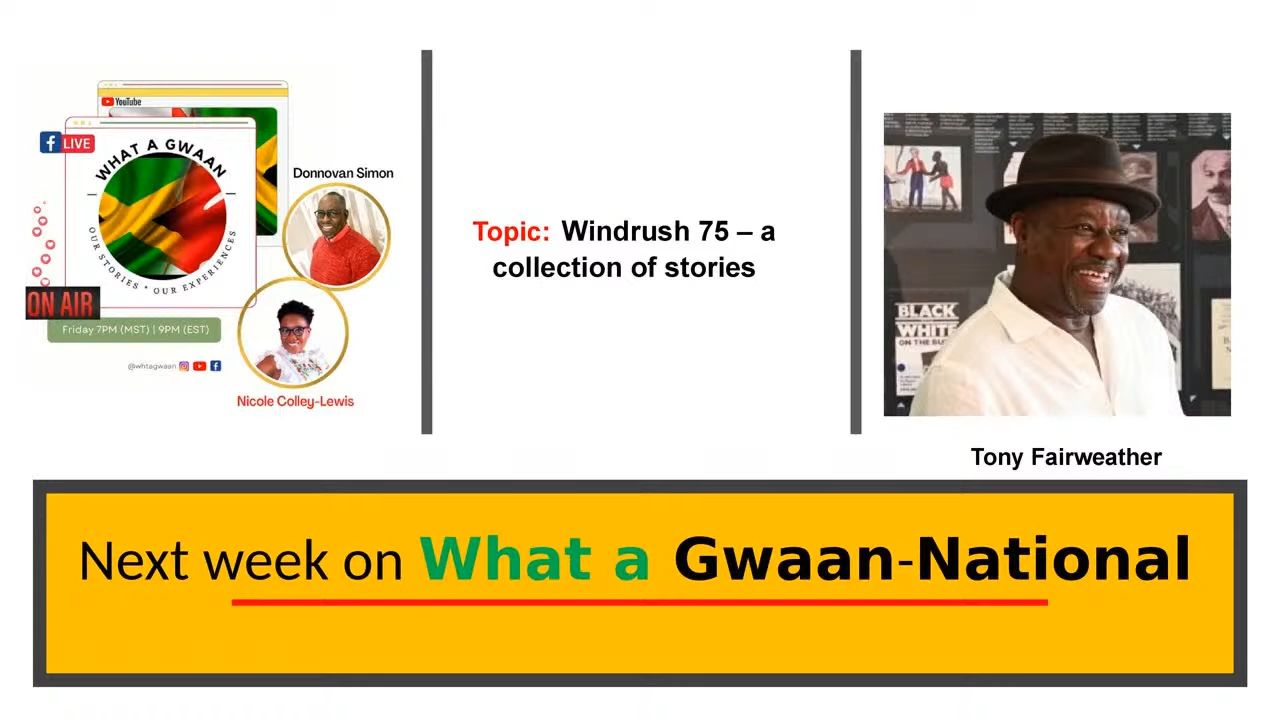 YouTube
LIVE
WHAT A GWAAN
OUR STORIES * OUR EXPERIENCES
ON AIR
Friday 7PM (MST) | 9PM (EST)
@whtagwaan
Donnovan Simon
Nicole Colley-Lewis
Topic: Windrush 75 – a
collection of stories
BLACK
WHITE
ON THE BU
Tony Fairweather
Next week on What a Gwaan-National